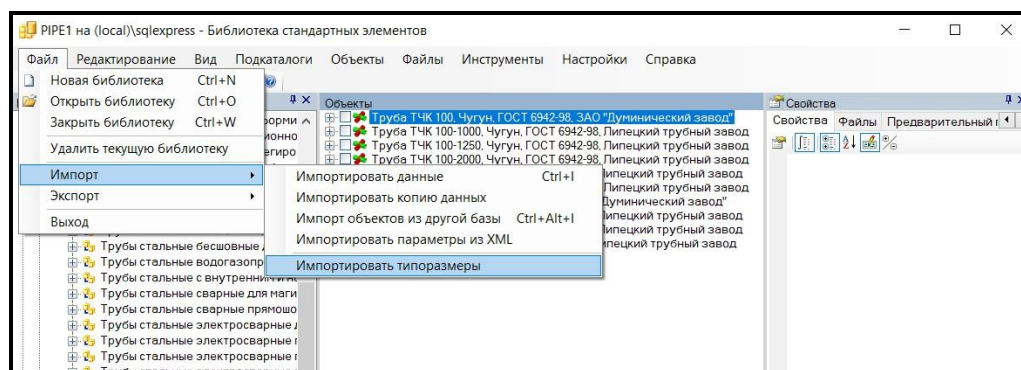 PIPE1 на (local)\sqlexpress - Библиотека стандартных элементов
Файл Редактирование Вид Подкаталоги Объекты Файлы Инструменты Настройки Справка
Новая библиотека Ctrl+N
Открыть библиотеку Ctrl+O
Закрыть библиотеку Ctrl+W
Удалить текущую библиотеку
Импорт
Экспорт
Выход
Импортировать данные Ctrl+I
Импортировать копию данных
Импорт объектов из другой базы Ctrl+Alt+I
Импортировать параметры из XML
Импортировать типоразмеры
Трубы стальные бесшовные
Трубы стальные водогазопр
Трубы стальные с внутренним и
Трубы стальные сварные для маги
Трубы стальные сварные прямошо
Трубы стальные электросварные
Трубы стальные электросварные
Трубы стальные электросварные
Объекты
Труба ТЧК 100, Чугун, ГОСТ 6942-98, ЗАО "Думиничский завод"
Труба ТЧК 100-1000, Чугун, ГОСТ 6942-98, Липецкий трубный завод
Труба ТЧК 100-1250, Чугун, ГОСТ 6942-98, Липецкий трубный завод
Труба ТЧК 100-2000, Чугун, ГОСТ 6942-98, Липецкий трубный завод
Липецкий трубный завод
Липецкий трубный завод
Думиничский завод"
Липецкий трубный завод
Липецкий трубный завод
Липецкий трубный завод
Свойства
Свойства Файлы Предварительный